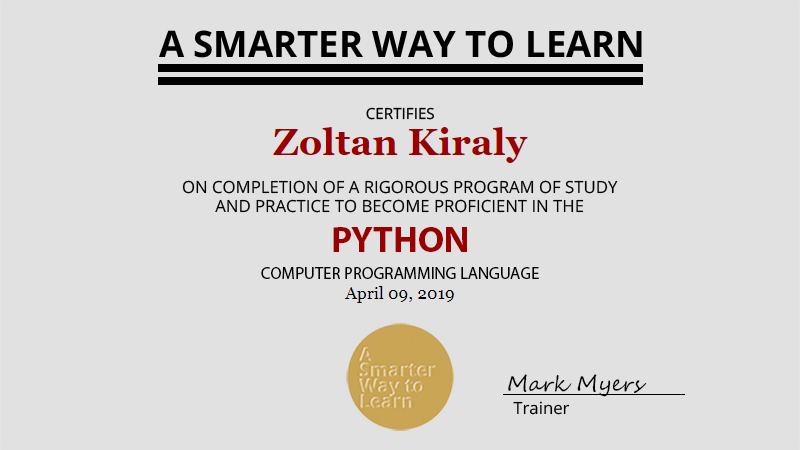 A SMARTER WAY TO LEARN
CERTIFIES
Zoltan Kiraly
ON COMPLETION OF A RIGOROUS PROGRAM OF STUDY
AND PRACTICE TO BECOME PROFICIENT IN THE
PYTHON
COMPUTER PROGRAMMING LANGUAGE
April 09, 2019
A
Smarter
Way to
Learn
Mark Myers
Trainer